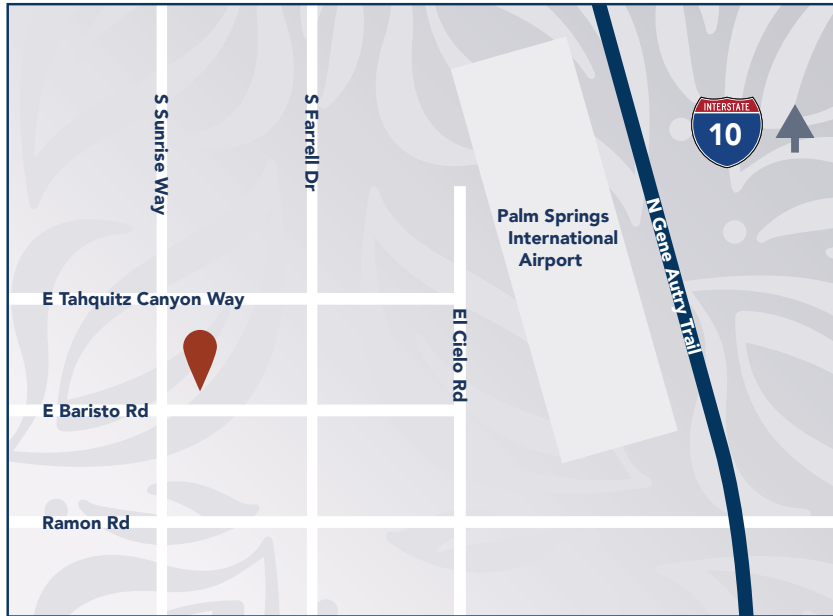 S Sunrise Way
S Farrell Dr
INTERSTATE
10
Palm Springs
International
Airport
N Gene Autry Trail
E Tahquitz Canyon Way
El Cielo Rd
E Baristo Rd
Ramon Rd